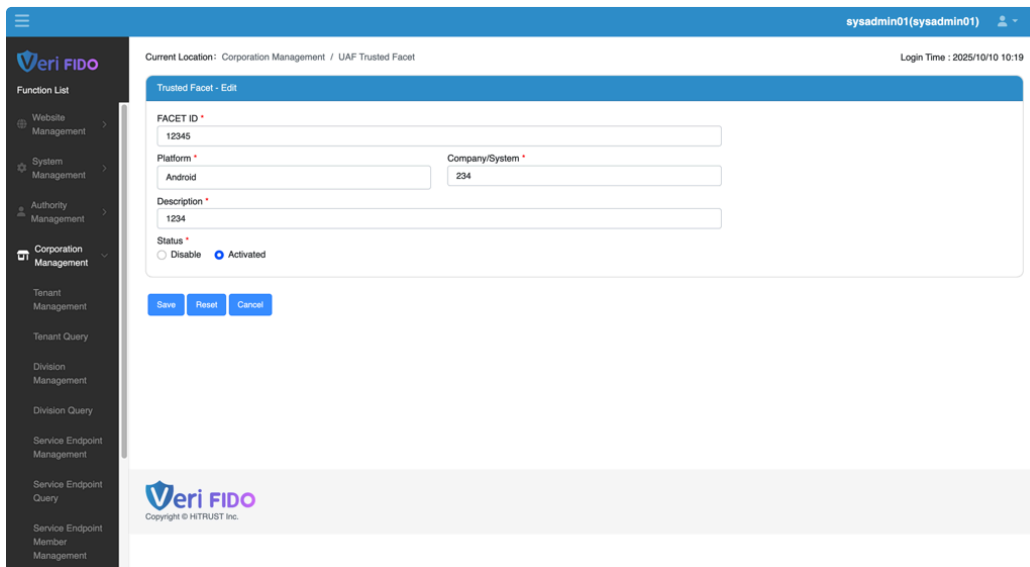 sysadmin01(sysadmin01)
Veri FIDO
Function List
Website
Management
System
Management
Authority
Management
Corporation
Management
Tenant
Management
Tenant Query
Division
Management
Division Query
Service Endpoint
Management
Service Endpoint
Query
Service Endpoint
Member
Management
Current Location： Corporation Management / UAF Trusted Facet
Login Time : 2025/10/10 10:19
Trusted Facet - Edit
FACET ID *
12345
Platform * Company/System *
Android 234
Description *
1234
Status *
Disable Activated
Save Reset Cancel
Veri FIDO
Copyright © HiTRUST Inc.